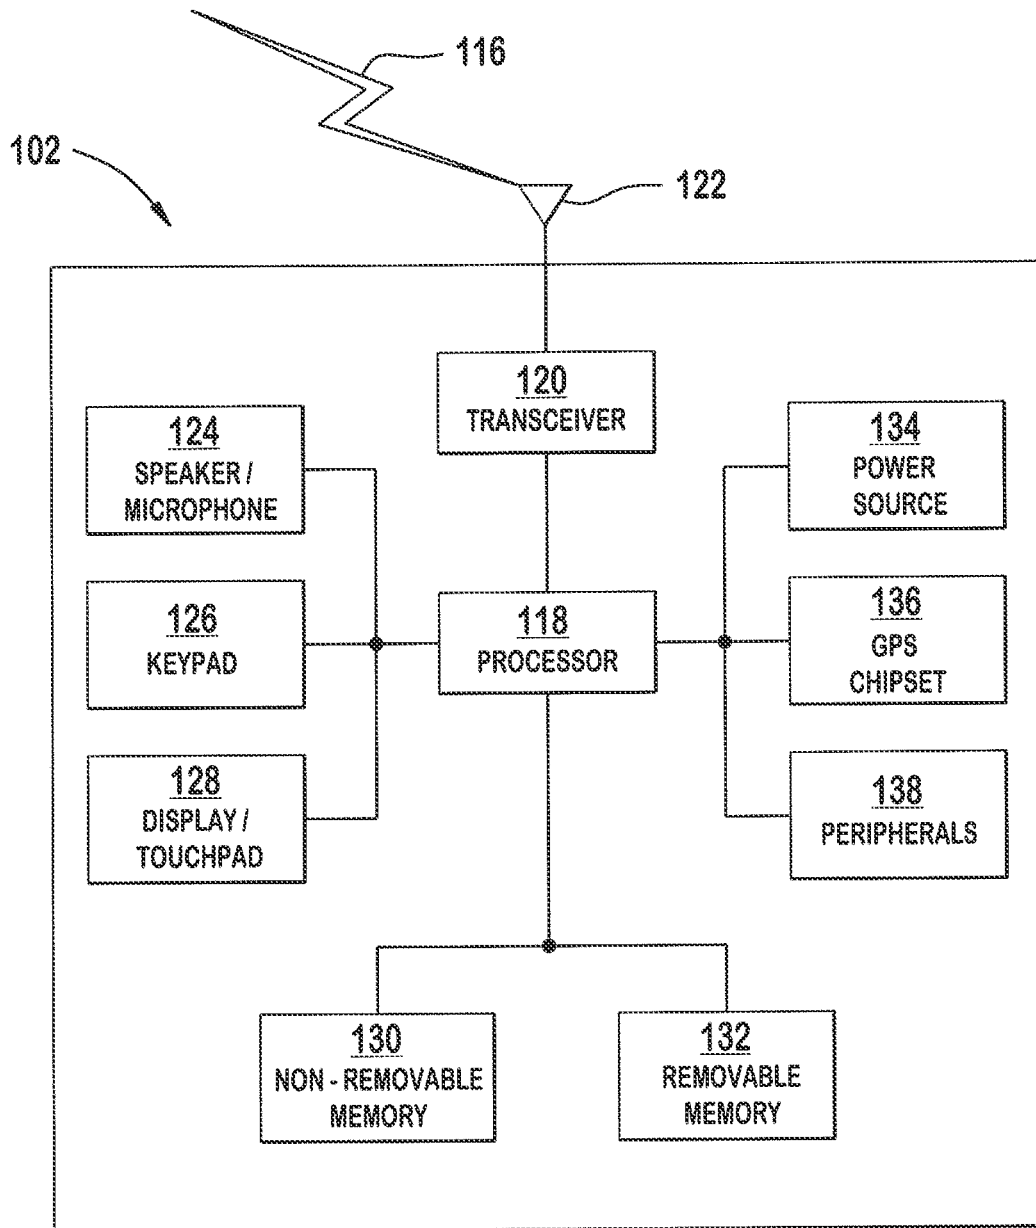 116
102
122
120
TRANSCEIVER
124
SPEAKER /
MICROPHONE
134
POWER
SOURCE
126
KEYPAD
118
PROCESSOR
136
GPS
CHIPSET
128
DISPLAY /
TOUCHPAD
138
PERIPHERALS
130
NON - REMOVABLE
MEMORY
132
REMOVABLE
MEMORY